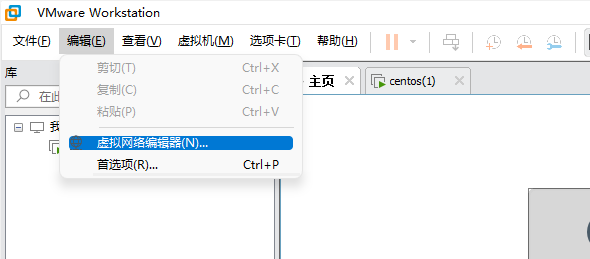 VMware Workstation
文件(F) 编辑(E) 查看(V) 虚拟机(M) 选项卡(T) 帮助(H)
库
剪切(T) Ctrl+X
主页 centos(1)
复制(C) Ctrl+C
在此
粘贴(P) Ctrl+V
我
虚拟网络编辑器(N)...
首选项(R)... Ctrl+P